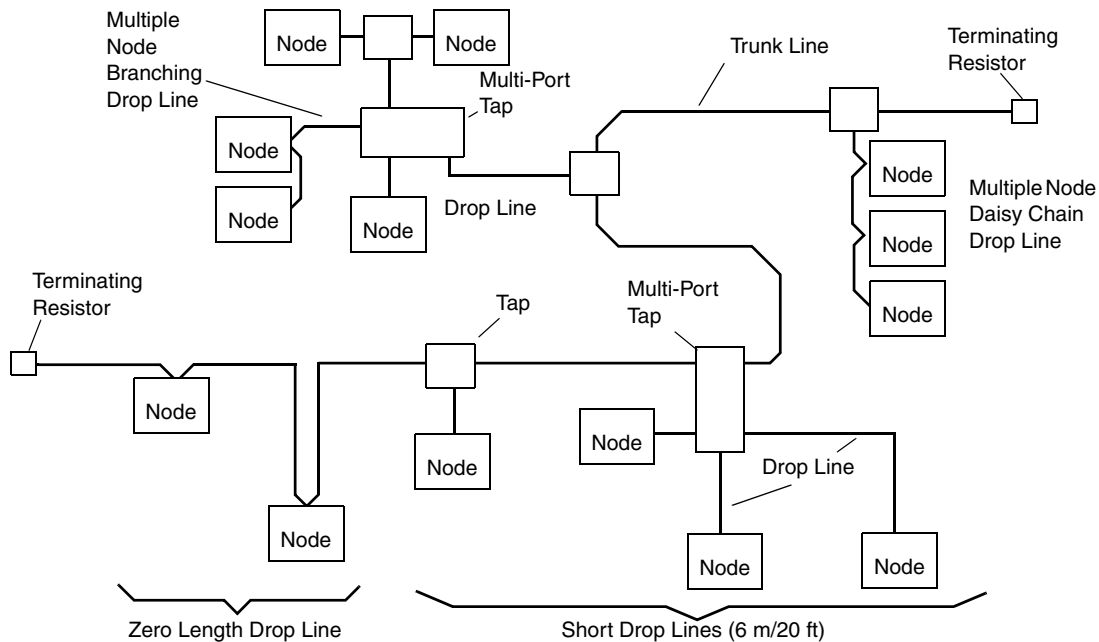 Multiple
Node
Branching
Drop Line
Node
Node
Multi-Port
Tap
Trunk Line
Terminating
Resistor
Node
Node
Node
Drop Line
Node
Node
Node
Multiple Node
Daisy Chain
Drop Line
Terminating
Resistor
Tap
Multi-Port
Tap
Node
Node
Node
Drop Line
Node
Node
Node
Zero Length Drop Line
Short Drop Lines (6 m/20 ft)